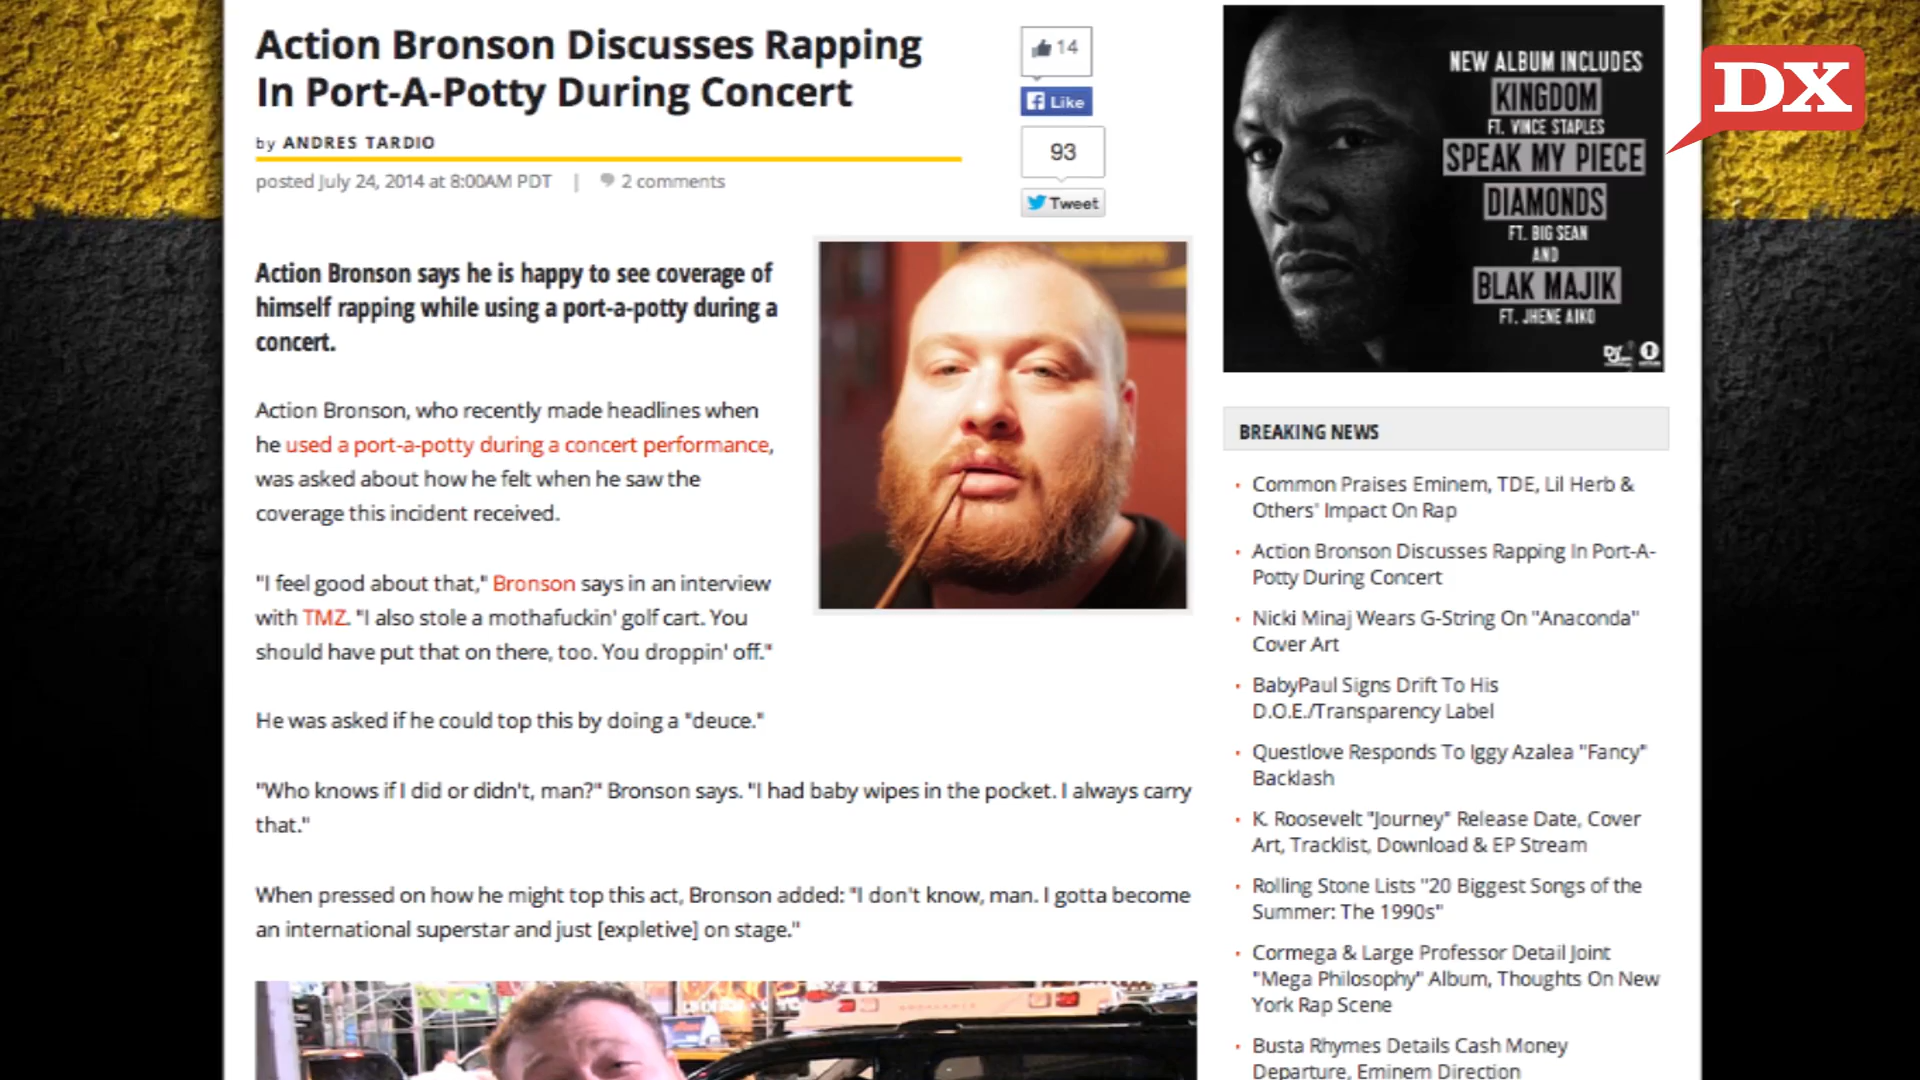 Action Bronson Discusses Rapping
In Port-A-Potty During Concert
by ANDRES TARDIO
posted July 24, 2014 at 8:00AM PDT | 2 comments
14
Like
93
Tweet
Action Bronson says he is happy to see coverage of
himself rapping while using a port-a-potty during a
concert.
Action Bronson, who recently made headlines when
he used a port-a-potty during a concert performance,
was asked about how he felt when he saw the
coverage this incident received.
"I feel good about that," Bronson says in an interview
with TMZ. "I also stole a mothafuckin' golf cart. You
should have put that on there, too. You droppin' off."
He was asked if he could top this by doing a "deuce."
"Who knows if I did or didn't, man?" Bronson says. "I had baby wipes in the pocket. I always carry
that."
When pressed on how he might top this act, Bronson added: "I don't know, man. I gotta become
an international superstar and just [expletive] on stage."
NEW ALBUM INCLUDES
KINGDOM
FT. VINCE STAPLES
SPEAK MY PIECE
DIAMONDS
FT. BIG SEAN
AND
BLAK MAJIK
FT. JHENE AIKO
DX
BREAKING NEWS
Common Praises Eminem, TDE, Lil Herb &
Others' Impact On Rap
Action Bronson Discusses Rapping In Port-A-
Potty During Concert
Nicki Minaj Wears G-String On "Anaconda"
Cover Art
BabyPaul Signs Drift To His
D.O.E./Transparency Label
Questlove Responds To Iggy Azalea "Fancy"
Backlash
K. Roosevelt "Journey" Release Date, Cover
Art, Tracklist, Download & EP Stream
Rolling Stone Lists "20 Biggest Songs of the
Summer: The 1990s"
Cormega & Large Professor Detail Joint
"Mega Philosophy" Album, Thoughts On New
York Rap Scene
Busta Rhymes Details Cash Money
Departure, Eminem Direction